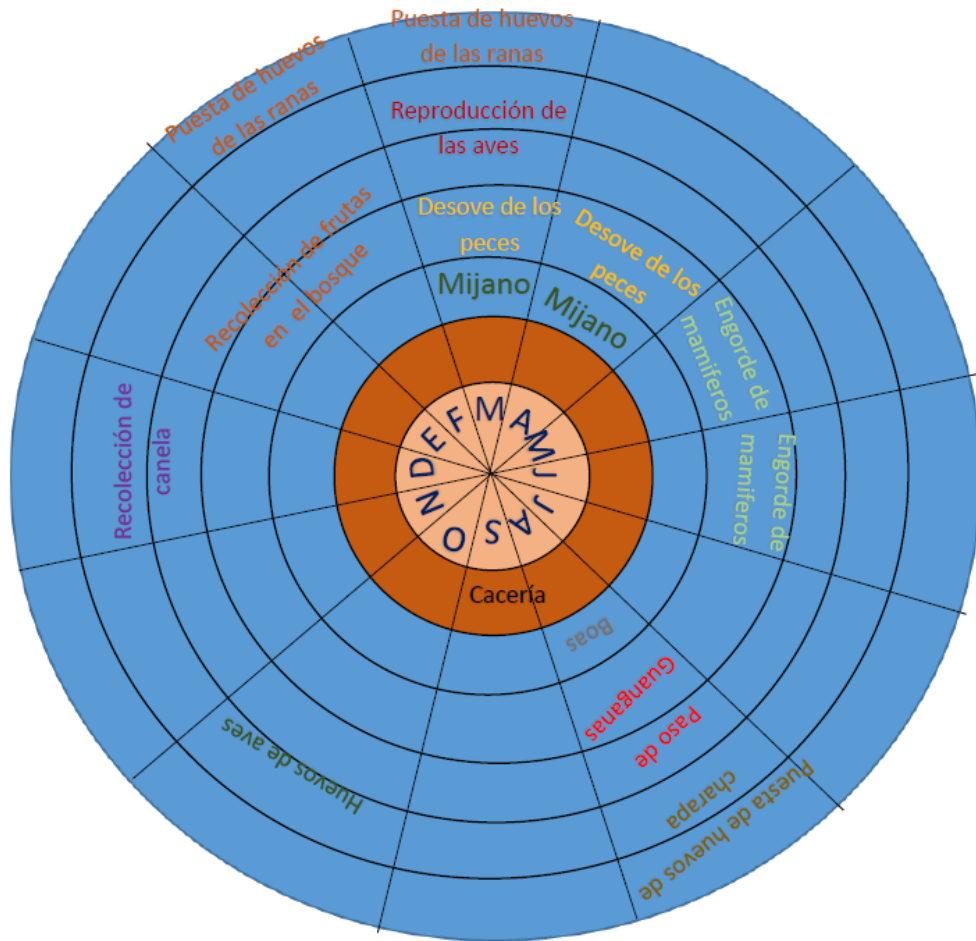 Puesta de huevos
de las ranas
Puesta de huevos
de las ranas
Reproducción de
las aves
Desove de los
peces
Desove de los
peces
Mijano
Mijano
Recolección de frutas
en el bosque
Engorde de
mamiferos
Engorde de
mamiferos
Recolección de
canela
E F M A M J J A S O N D
Cacería
Boas
Guanganas
Paso de
Huevos de aves
charapa
Puesta de huevos de